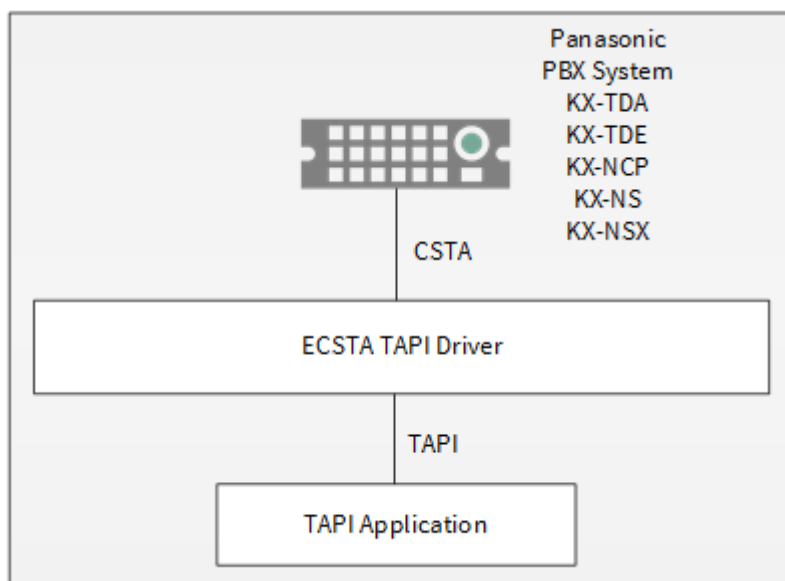 Panasonic
PBX System
KX-TDA
KX-TDE
KX-NCP
KX-NS
KX-NSX
CSTA
ECSTA TAPI Driver
TAPI
TAPI Application